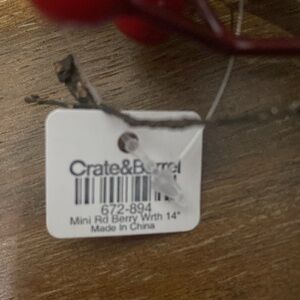 Crate&Barrel
672-894
Mini Rd Berry Wrth 14"
Made In China